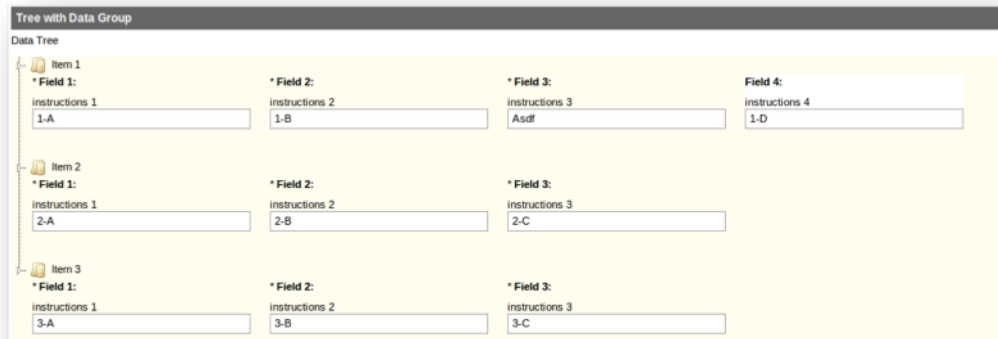 Tree with Data Group
Data Tree
Item 1
* Field 1: * Field 2: * Field 3: Field 4:
instructions 1 instructions 2 instructions 3 instructions 4
1-A 1-B Asdf 1-D
Item 2
* Field 1: * Field 2: * Field 3:
instructions 1 instructions 2 instructions 3
2-A 2-B 2-C
Item 3
* Field 1: * Field 2: * Field 3:
instructions 1 instructions 2 instructions 3
3-A 3-B 3-C